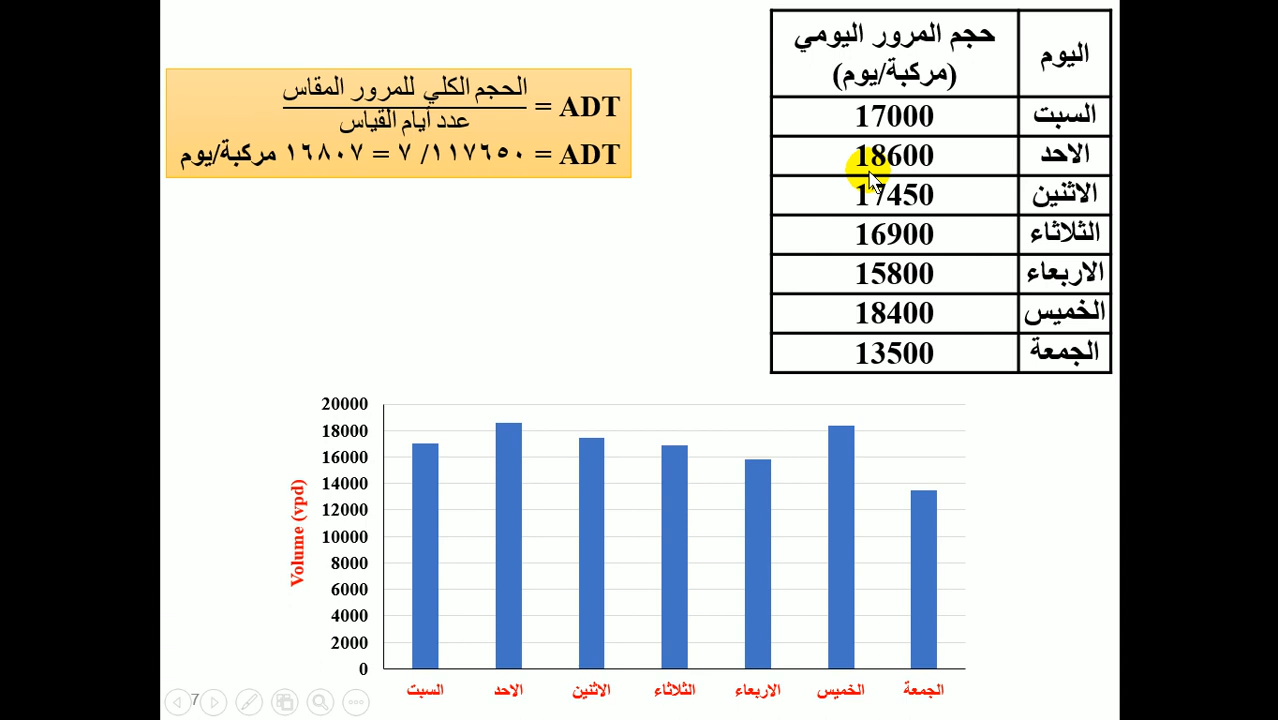 اليوم حجم المرور اليومي
(مركبة/يوم)
السبت 17000
الاحد 18600
الاثنين 17450
الثلاثاء 16900
الاربعاء 15800
الخميس 18400
الجمعة 13500
ADT = الحجم الكلي للمرور المقاس
عدد أيام القياس
ADT = ١١٧٦٥٠/ ٧ = ١٦٨٠٧ مركبة/يوم
Volume (vpd)
20000
18000
16000
14000
12000
10000
8000
6000
4000
2000
0
السبت الاحد الاثنين الثلاثاء الاربعاء الخميس الجمعة
7